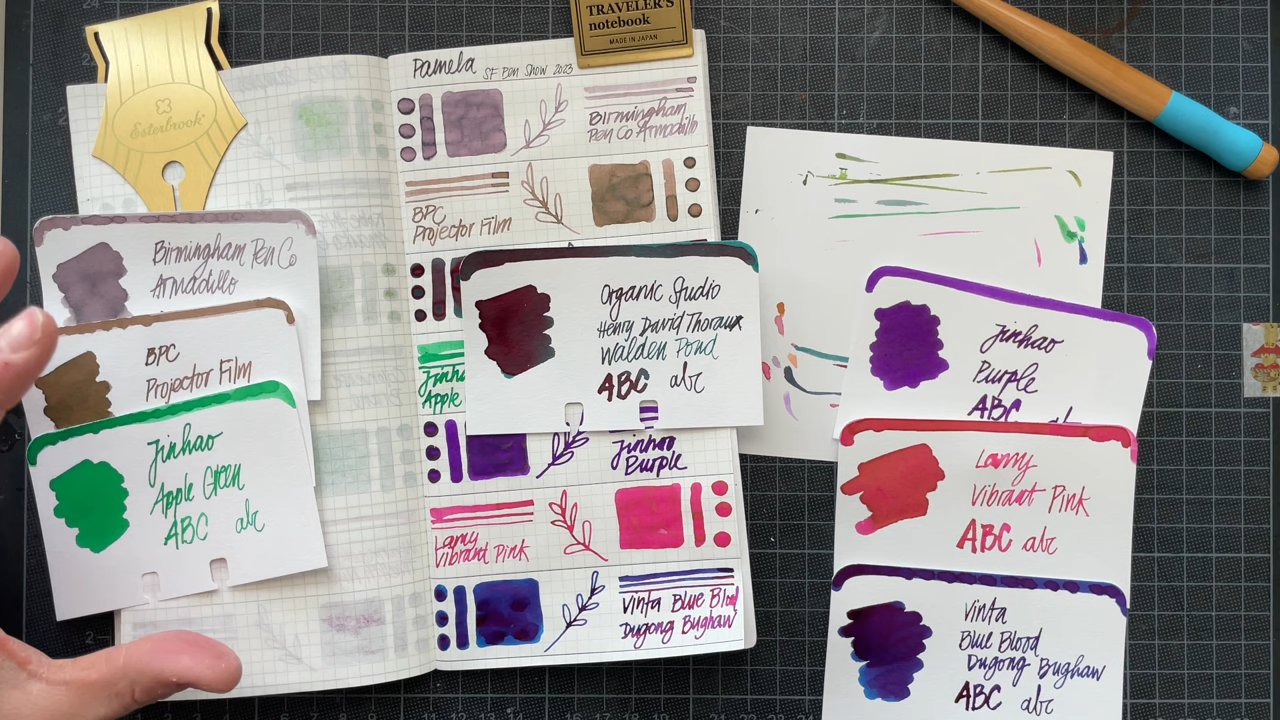 Esterbrook
TRAVELER'S
notebook
MADE IN JAPAN
Pamela SF Pen Show 2023
Birmingham
Pen Co Armadillo
BPC
Projector Film
Jinhao
Purple
Lamy
Vibrant Pink
Vinta Blue Blood
Dugong Bughaw
Birmingham Pen Co
Armadillo
BPC
Projector Film
Jinhao
Apple Green
ABC abc
Organic Studio
Henry David Thoraux
Walden Pond
ABC abc
Jinhao
Purple
ABC
Lamy
Vibrant Pink
ABC abc
Vinta
Blue Blood
Dugong Bughaw
ABC abc